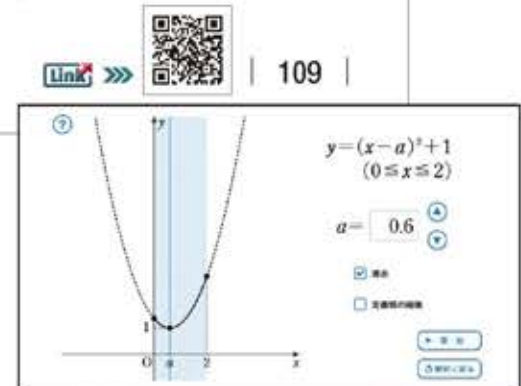 Link >>> | 109 |
?
y
y=(x-a)²+1
(0≦x≦2)
a= 0.6
1
O a 2 x